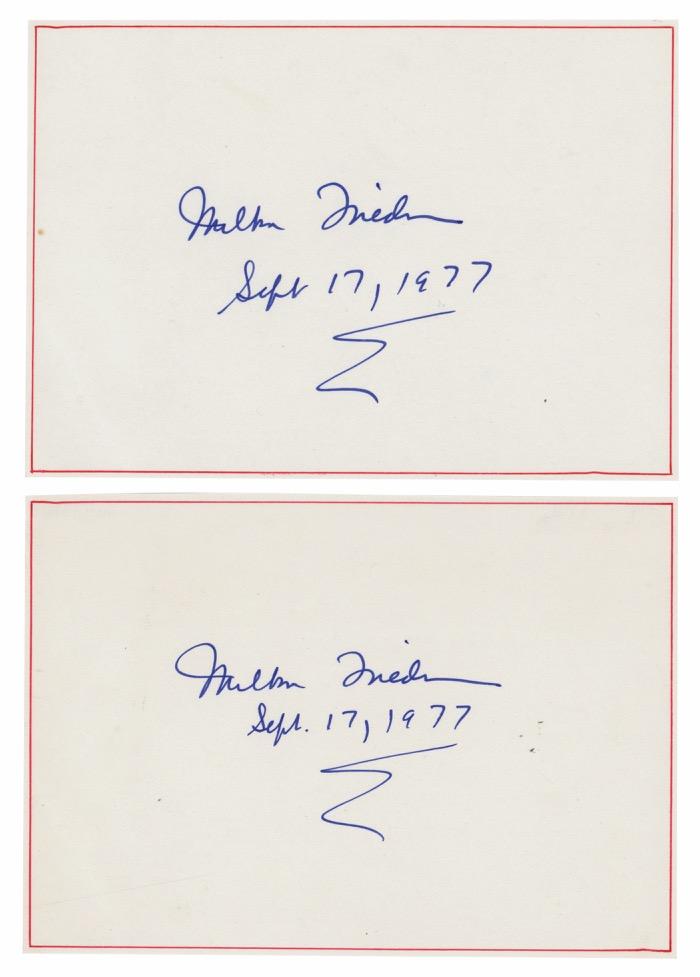 Milton Friedman
Sept 17, 1977
Milton Friedman
Sept. 17, 1977